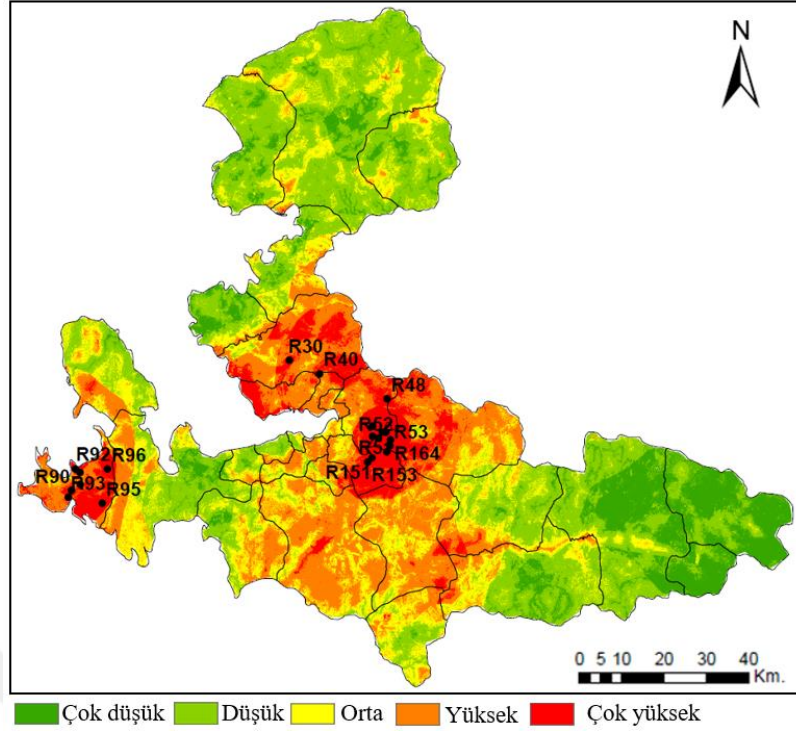 N
R30
R40
R48
R52
R53
R164
R151 R153
R92 R96
R90 R93
R95
0 5 10 20 30 40
Km.
Çok düşük Düşük Orta Yüksek Çok yüksek